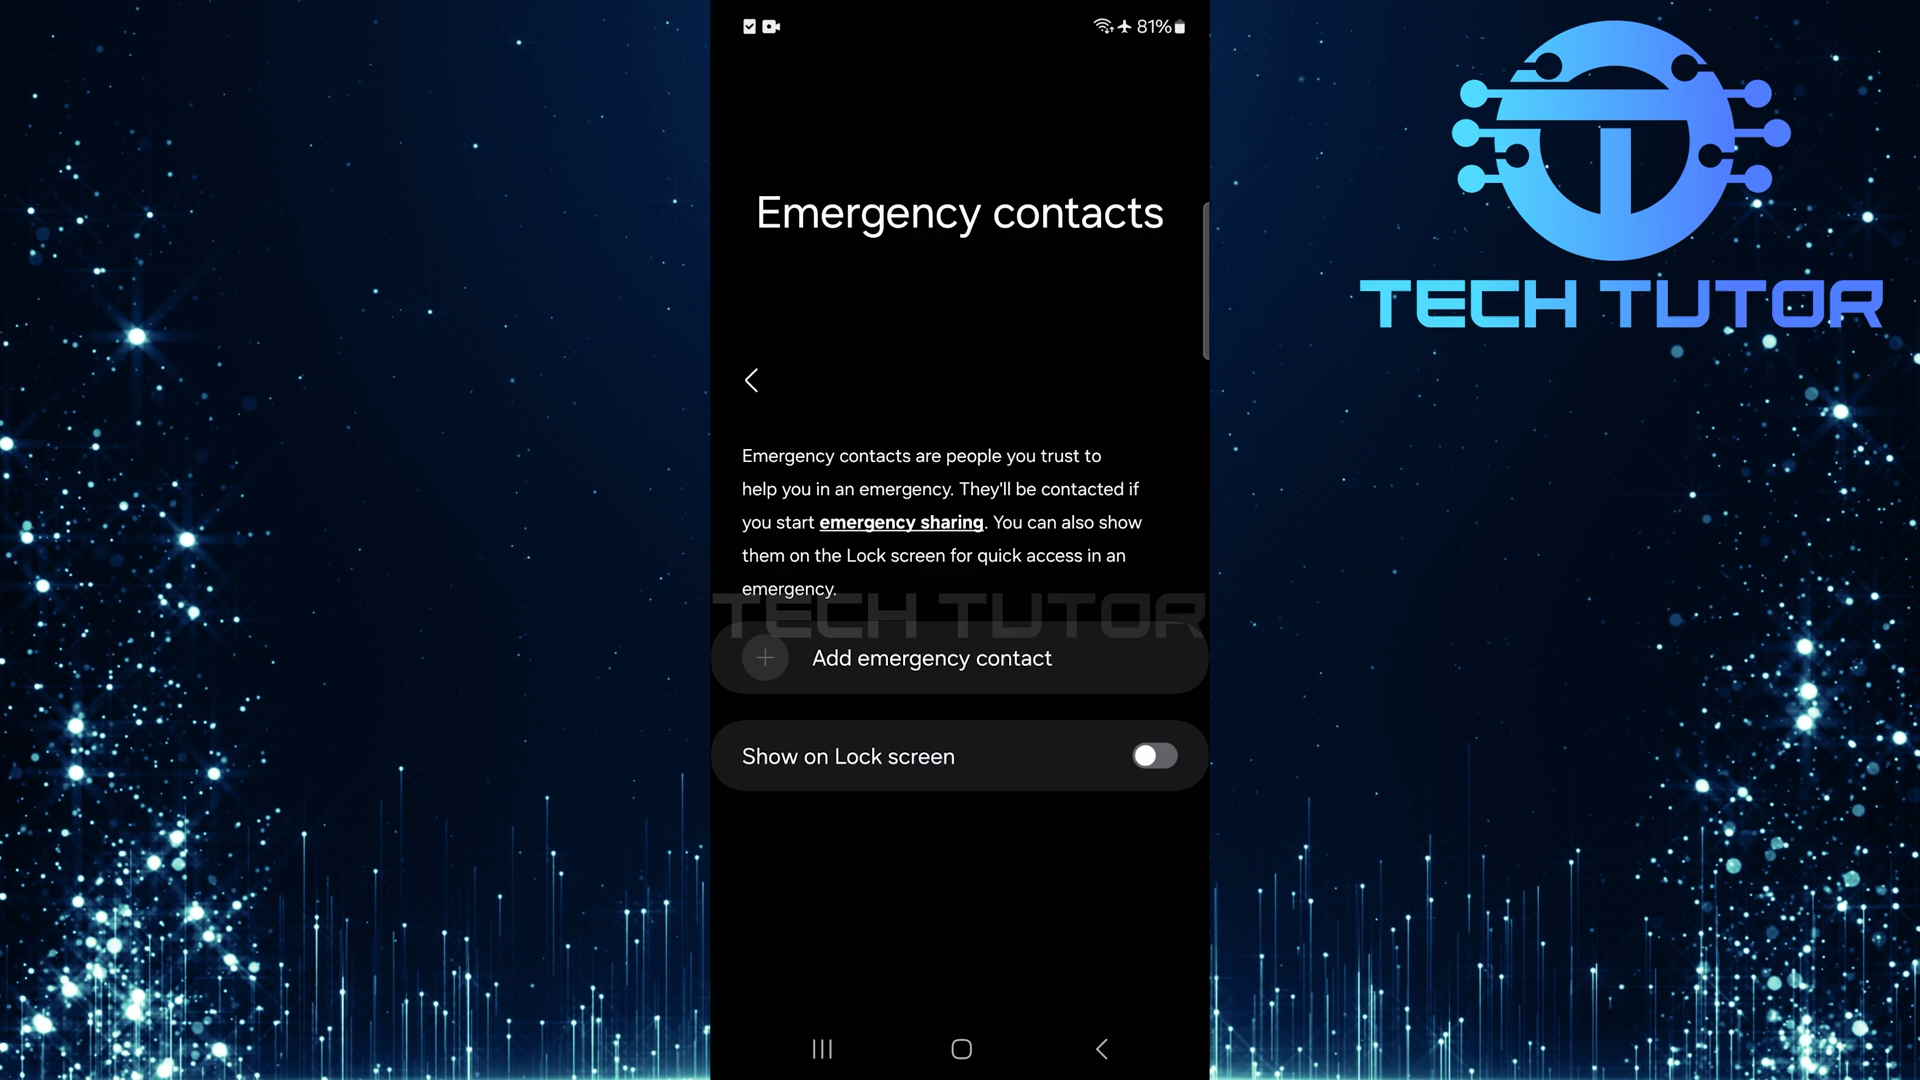 81%
TECH TUTOR
Emergency contacts
Emergency contacts are people you trust to
help you in an emergency. They'll be contacted if
you start emergency sharing. You can also show
them on the Lock screen for quick access in an
emergency.
TECH TUTOR
Add emergency contact
Show on Lock screen